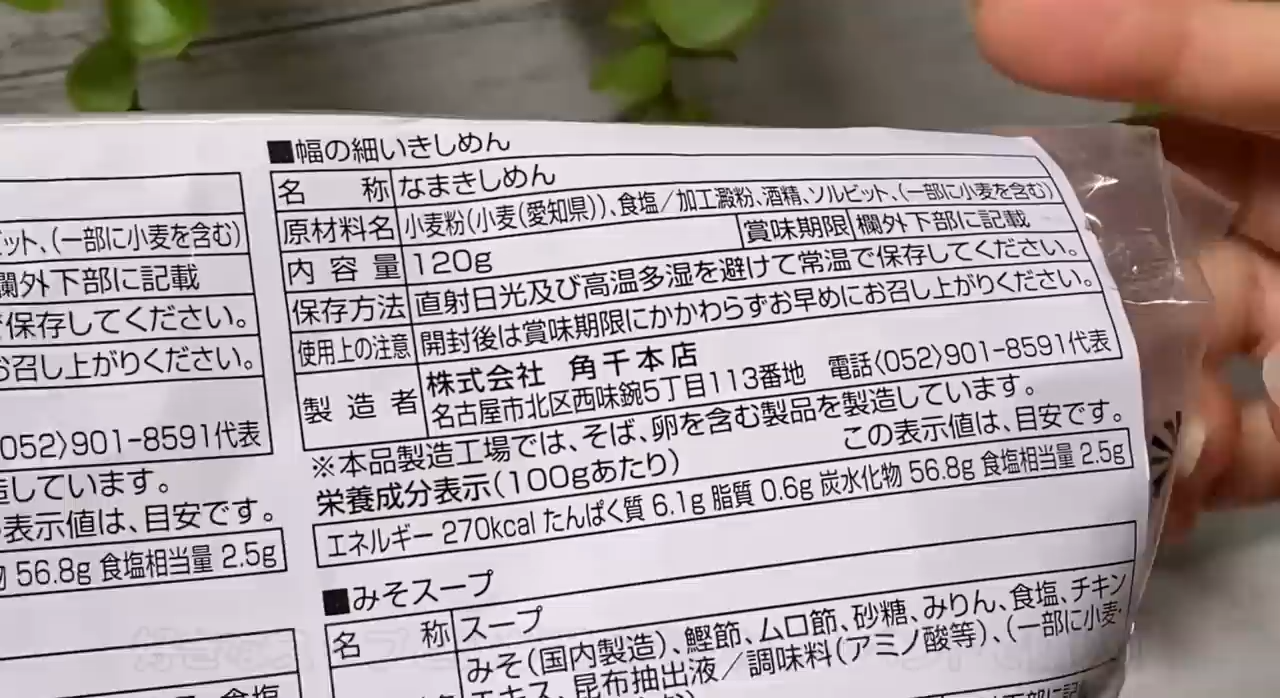 ット、(一部に小麦を含む)
欄外下部に記載
保存してください。
お召し上がりください。
〈052〉901-8591代表
しています。
表示値は、目安です。
56.8g 食塩相当量 2.5g
食塩
■幅の細いきしめん
名 称 なまきしめん
原材料名 小麦粉(小麦(愛知県))、食塩/加工澱粉、酒精、ソルビット、(一部に小麦を含む)
内容量 120g 賞味期限 欄外下部に記載
保存方法 直射日光及び高温多湿を避けて常温で保存してください。
使用上の注意 開封後は賞味期限にかかわらずお早めにお召し上がりください。
製造者 株式会社 角千本店
名古屋市北区西味鋺5丁目113番地 電話〈052〉901-8591代表
※本品製造工場では、そば、卵を含む製品を製造しています。
栄養成分表示(100gあたり) この表示値は、目安です。
エネルギー 270kcal たんぱく質 6.1g 脂質 0.6g 炭水化物 56.8g 食塩相当量 2.5g
■みそスープ
名 称 スープ
みそ(国内製造)、鰹節、ムロ節、砂糖、みりん、食塩、チキン
エキス、昆布抽出液/調味料(アミノ酸等)、(一部に小麦・